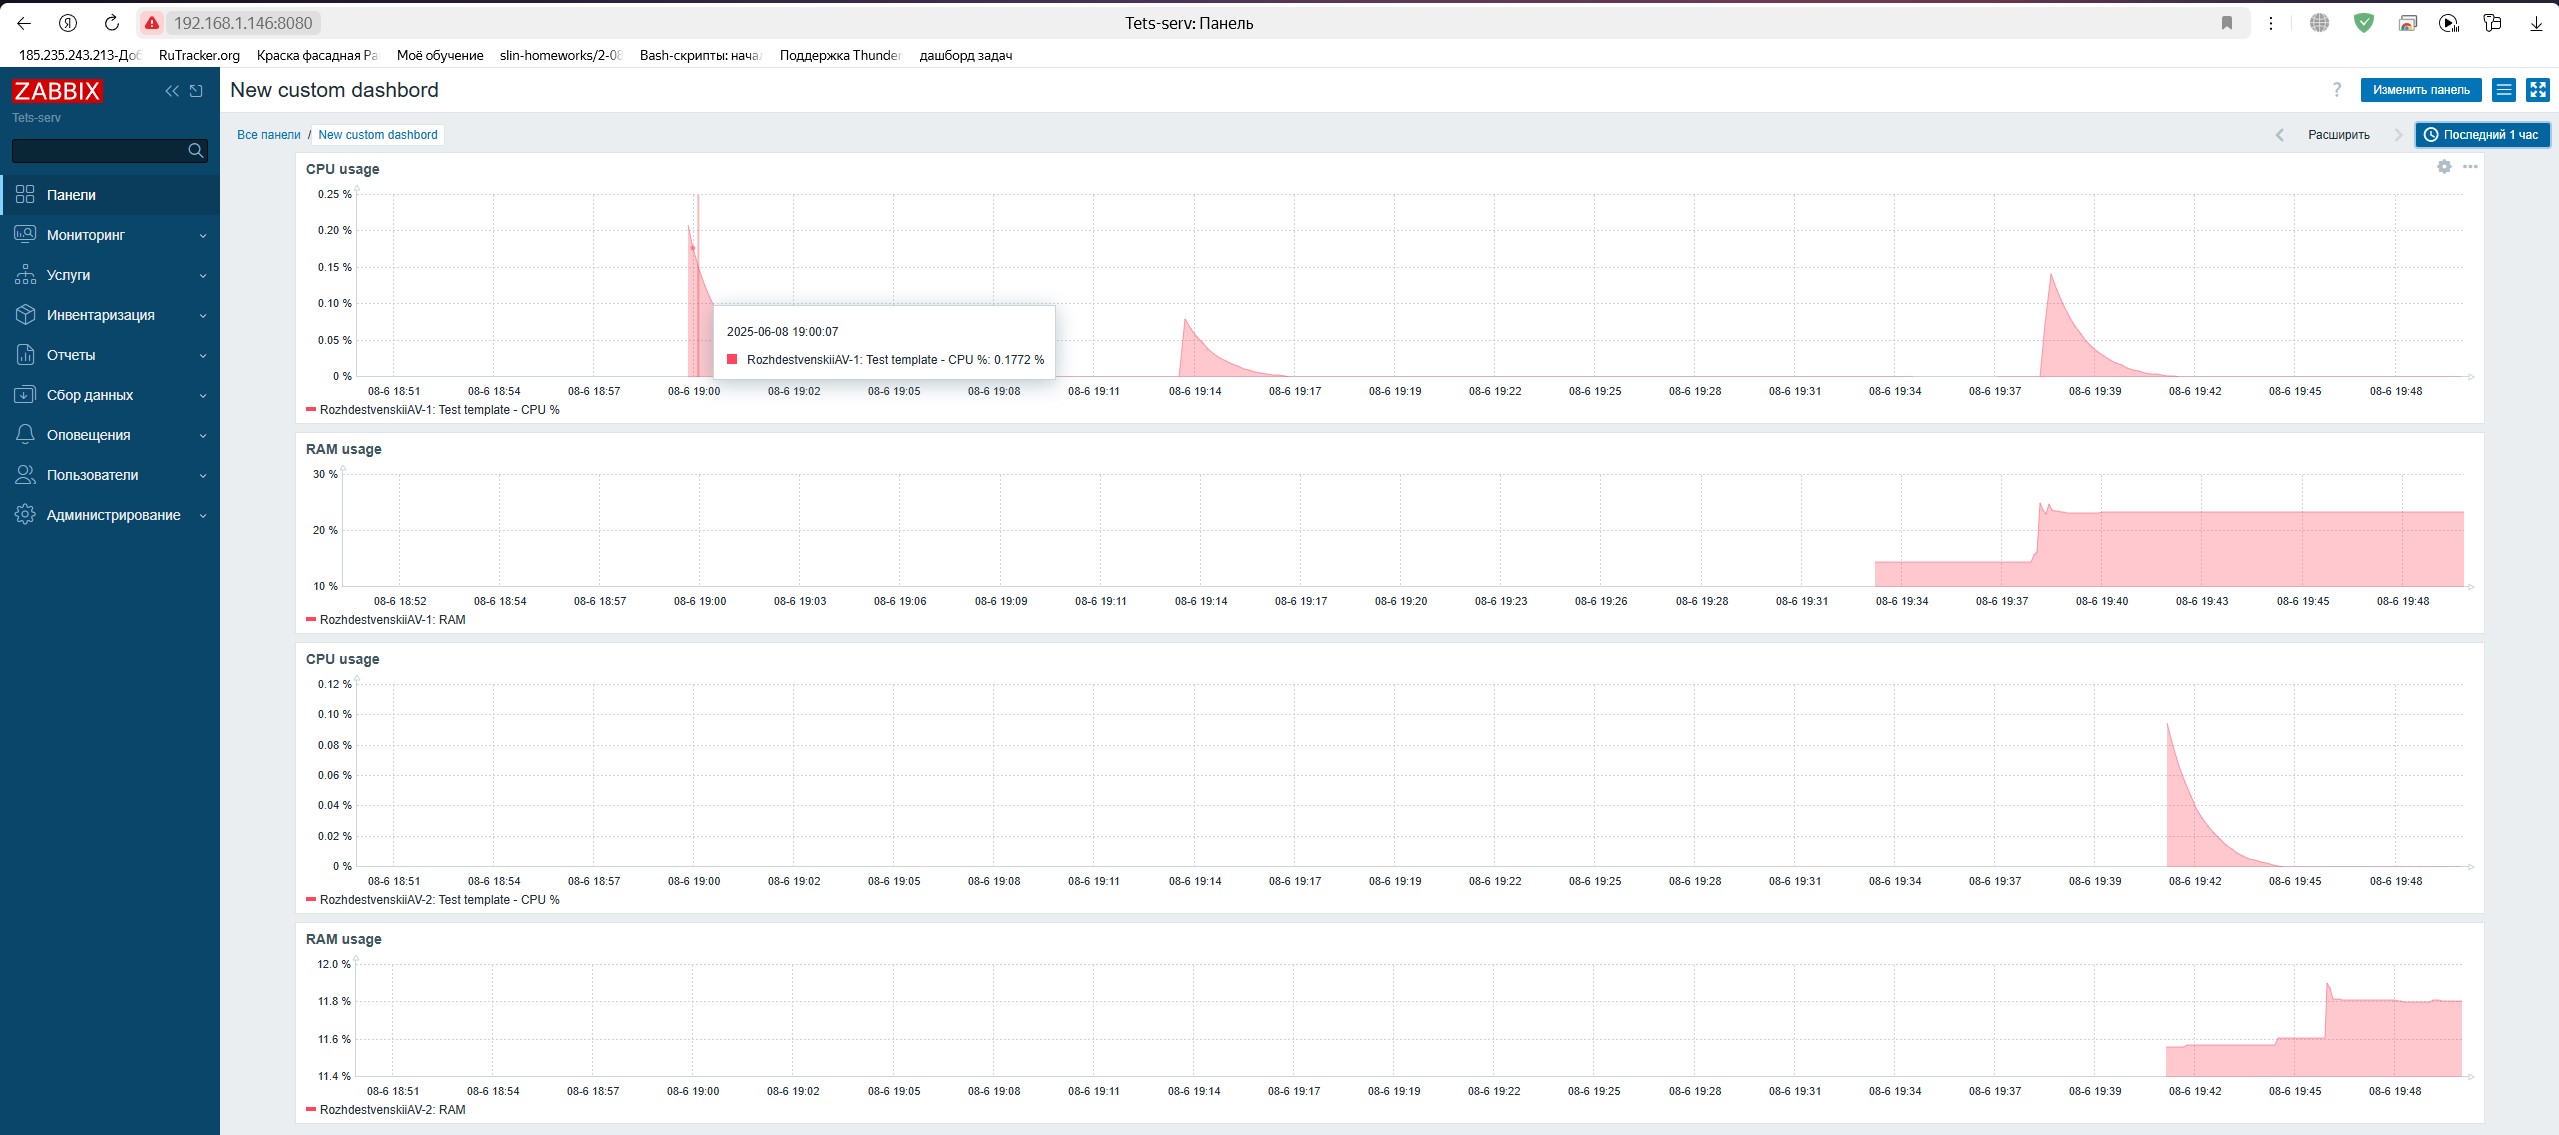 192.168.1.146:8080
Tets-serv: Панель
185.235.243.213-Доб RuTracker.org Краска фасадная Ра Моё обучение slin-homeworks/2-08 Bash-скрипты: нача Поддержка Thunder дашборд задач
ZABBIX
Tets-serv
Панели
Мониторинг
Услуги
Инвентаризация
Отчеты
Сбор данных
Оповещения
Пользователи
Администрирование
New custom dashbord
? Изменить панель
Все панели / New custom dashbord
Расширить Последний 1 час
CPU usage
0.25 %
0.20 %
0.15 %
0.10 %
0.05 %
0 %
2025-06-08 19:00:07
RozhdestvenskiiAV-1: Test template - CPU %: 0.1772 %
08-6 18:51 08-6 18:54 08-6 18:57 08-6 19:00 08-6 19:02 08-6 19:05 08-6 19:08 08-6 19:11 08-6 19:14 08-6 19:17 08-6 19:19 08-6 19:22 08-6 19:25 08-6 19:28 08-6 19:31 08-6 19:34 08-6 19:37 08-6 19:39 08-6 19:42 08-6 19:45 08-6 19:48
RozhdestvenskiiAV-1: Test template - CPU %
RAM usage
30 %
20 %
10 %
08-6 18:52 08-6 18:54 08-6 18:57 08-6 19:00 08-6 19:03 08-6 19:06 08-6 19:09 08-6 19:11 08-6 19:14 08-6 19:17 08-6 19:20 08-6 19:23 08-6 19:26 08-6 19:28 08-6 19:31 08-6 19:34 08-6 19:37 08-6 19:40 08-6 19:43 08-6 19:45 08-6 19:48
RozhdestvenskiiAV-1: RAM
CPU usage
0.12 %
0.10 %
0.08 %
0.06 %
0.04 %
0.02 %
0 %
08-6 18:51 08-6 18:54 08-6 18:57 08-6 19:00 08-6 19:02 08-6 19:05 08-6 19:08 08-6 19:11 08-6 19:14 08-6 19:17 08-6 19:19 08-6 19:22 08-6 19:25 08-6 19:28 08-6 19:31 08-6 19:34 08-6 19:37 08-6 19:39 08-6 19:42 08-6 19:45 08-6 19:48
RozhdestvenskiiAV-2: Test template - CPU %
RAM usage
12.0 %
11.8 %
11.6 %
11.4 %
08-6 18:51 08-6 18:54 08-6 18:57 08-6 19:00 08-6 19:02 08-6 19:05 08-6 19:08 08-6 19:11 08-6 19:14 08-6 19:17 08-6 19:19 08-6 19:22 08-6 19:25 08-6 19:28 08-6 19:31 08-6 19:34 08-6 19:37 08-6 19:39 08-6 19:42 08-6 19:45 08-6 19:48
RozhdestvenskiiAV-2: RAM